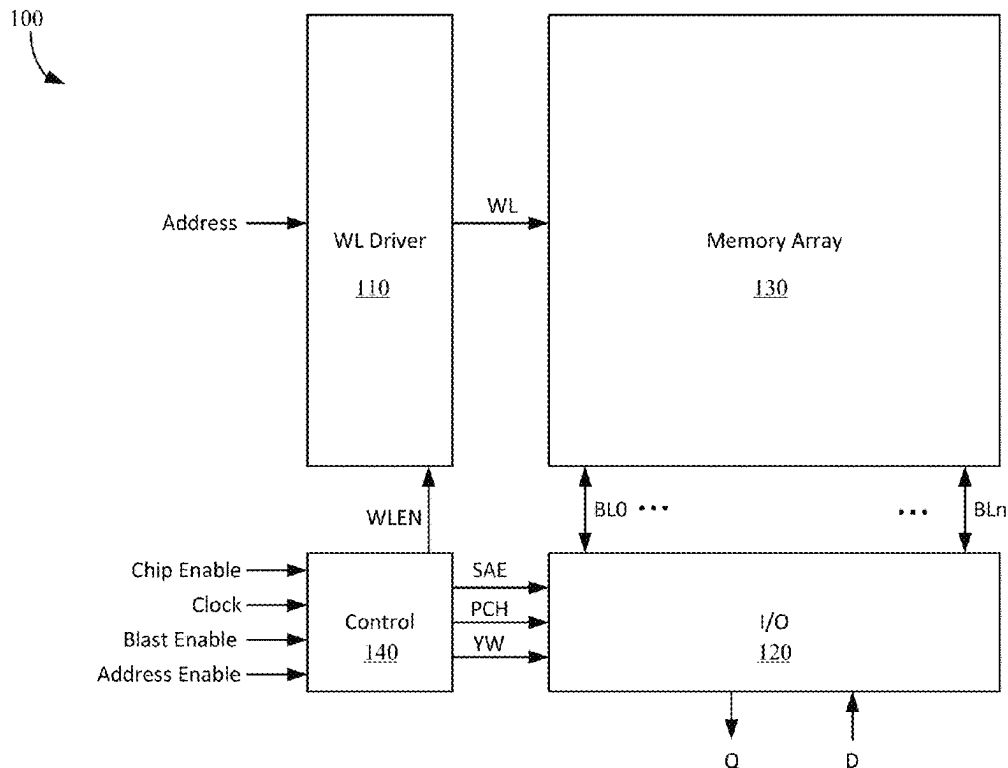 100
Address
WL Driver
110
WL
Memory Array
130
WLEN
BL0 •••
••• BLn
Chip Enable
Clock
Blast Enable
Address Enable
Control
140
SAE
PCH
YW
I/O
120
Q
D